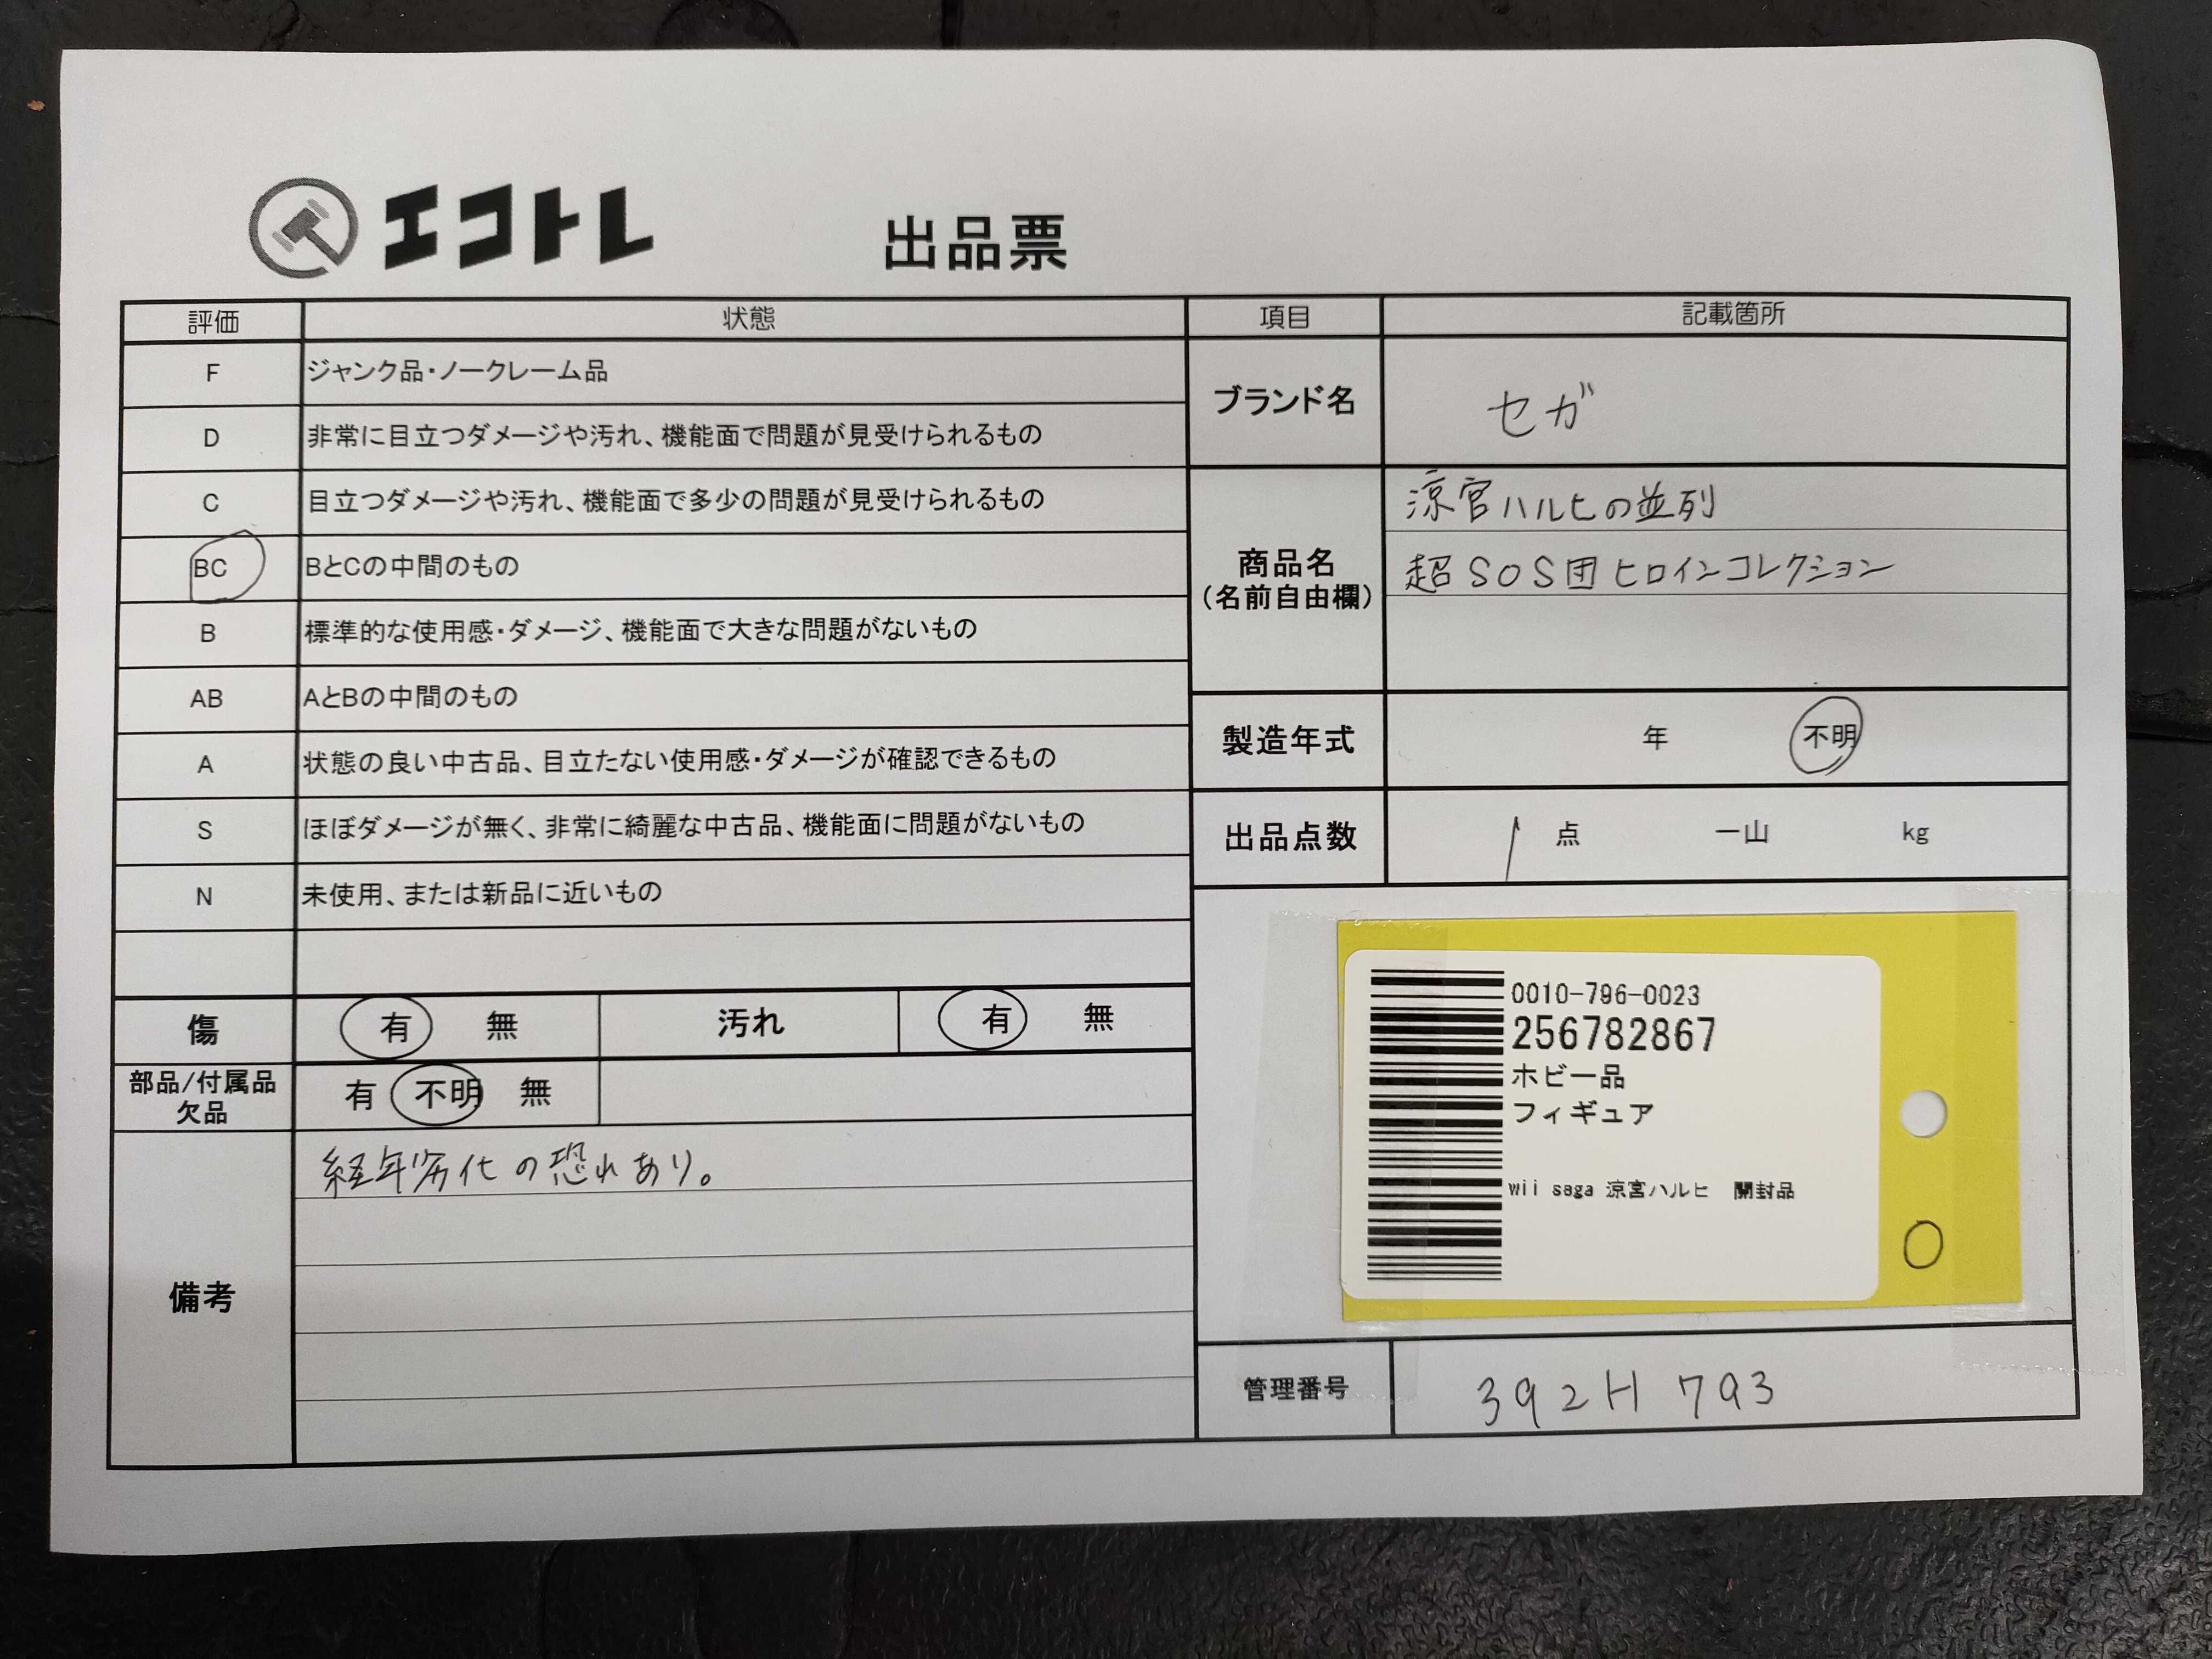 エコトレ
出品票
評価 状態
F ジャンク品・ノークレーム品
D 非常に目立つダメージや汚れ、機能面で問題が見受けられるもの
C 目立つダメージや汚れ、機能面で多少の問題が見受けられるもの
BC BとCの中間のもの
B 標準的な使用感・ダメージ、機能面で大きな問題がないもの
AB AとBの中間のもの
A 状態の良い中古品、目立たない使用感・ダメージが確認できるもの
S ほぼダメージが無く、非常に綺麗な中古品、機能面に問題がないもの
N 未使用、または新品に近いもの
傷 有 無 汚れ 有 無
部品/付属品
欠品
有 不明 無
備考
経年劣化の恐れあり。
項目 記載箇所
ブランド名 セガ
商品名
(名前自由欄)
涼宮ハルヒの並列
超SOS団ヒロインコレクション
製造年式 年 不明
出品点数 1 点 一山 kg
0010-796-0023
256782867
ホビー品
フィギュア
wii sega 涼宮ハルヒ 開封品
0
管理番号 392H 793